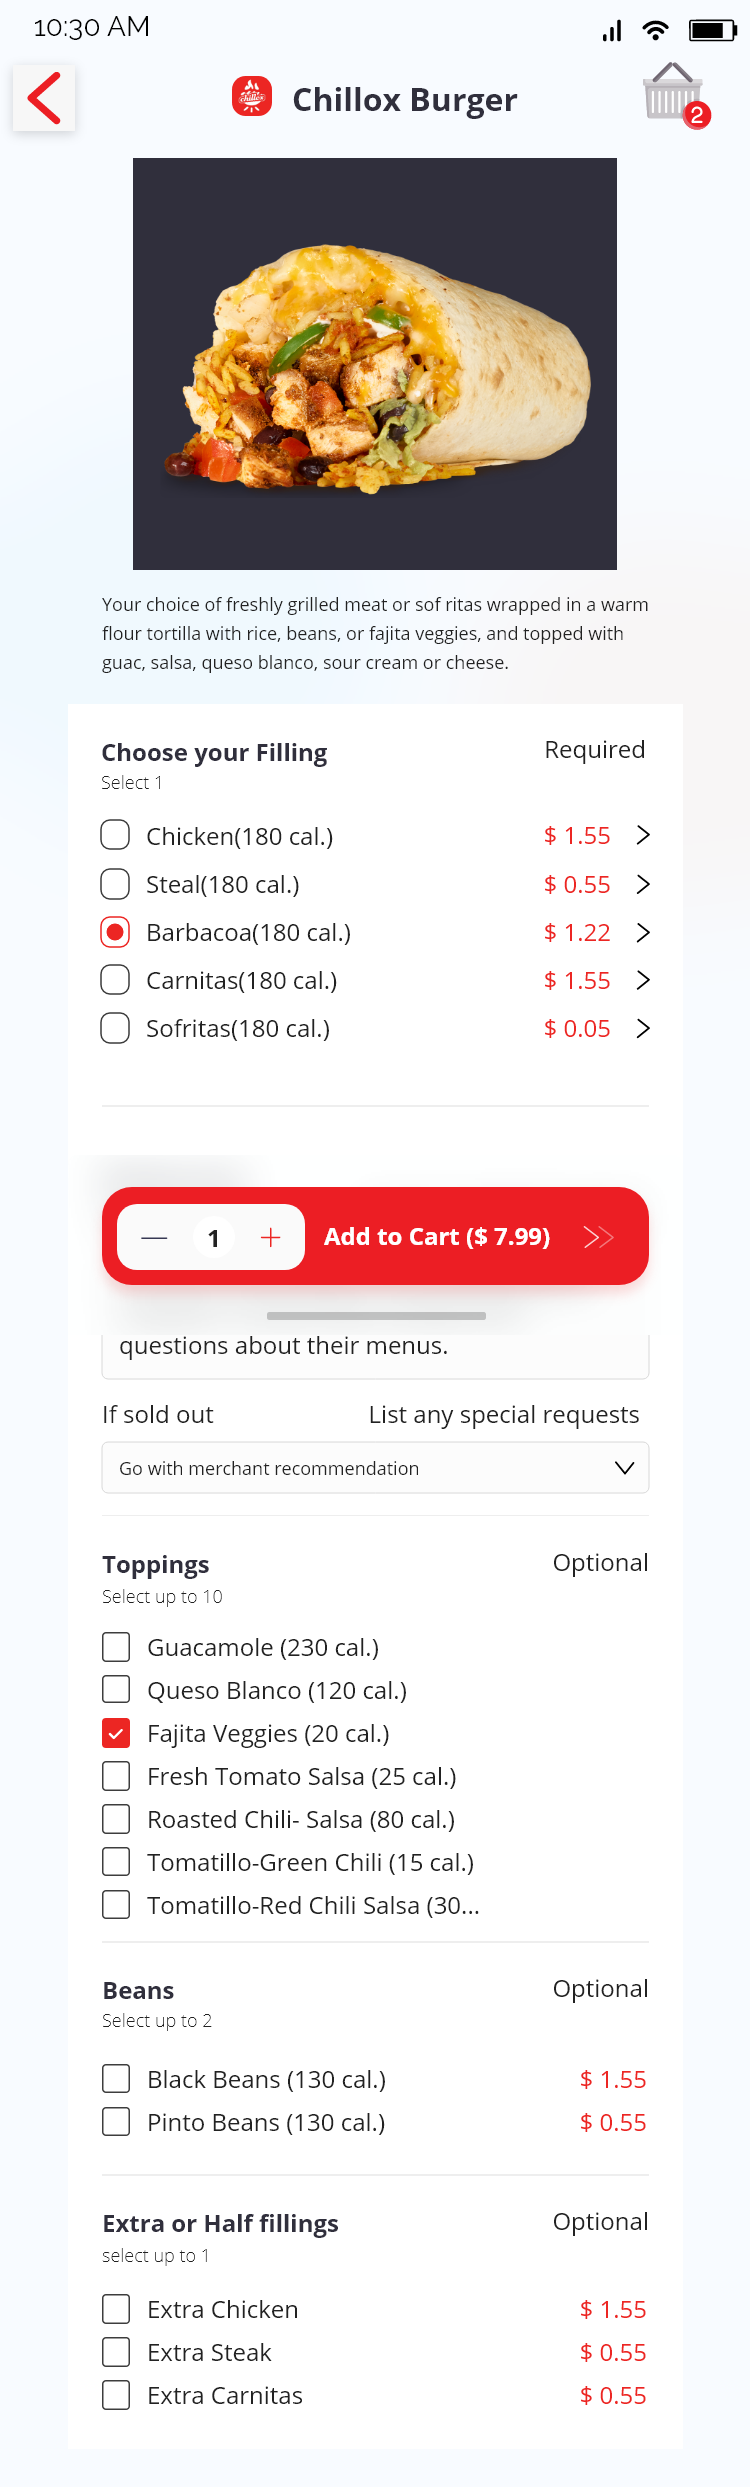 10:30 AM
chillox
Chillox Burger
2
Your choice of freshly grilled meat or sof ritas wrapped in a warm
flour tortilla with rice, beans, or fajita veggies, and topped with
guac, salsa, queso blanco, sour cream or cheese.
Choose your Filling Required
Select 1
Chicken(180 cal.) $ 1.55
Steal(180 cal.) $ 0.55
Barbacoa(180 cal.) $ 1.22
Carnitas(180 cal.) $ 1.55
Sofritas(180 cal.) $ 0.05
— 1 + Add to Cart ($ 7.99)
questions about their menus.
If sold out List any special requests
Go with merchant recommendation
Toppings Optional
Select up to 10
Guacamole (230 cal.)
Queso Blanco (120 cal.)
Fajita Veggies (20 cal.)
Fresh Tomato Salsa (25 cal.)
Roasted Chili- Salsa (80 cal.)
Tomatillo-Green Chili (15 cal.)
Tomatillo-Red Chili Salsa (30...
Beans Optional
Select up to 2
Black Beans (130 cal.) $ 1.55
Pinto Beans (130 cal.) $ 0.55
Extra or Half fillings Optional
select up to 1
Extra Chicken $ 1.55
Extra Steak $ 0.55
Extra Carnitas $ 0.55